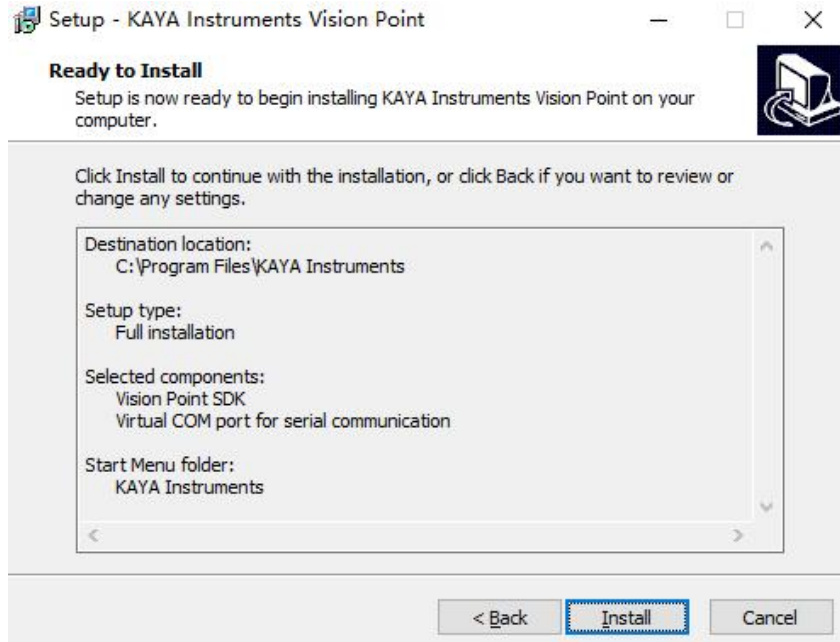 Setup - KAYA Instruments Vision Point
Ready to Install
Setup is now ready to begin installing KAYA Instruments Vision Point on your
computer.
Click Install to continue with the installation, or click Back if you want to review or
change any settings.
Destination location:
C:\Program Files\KAYA Instruments
Setup type:
Full installation
Selected components:
Vision Point SDK
Virtual COM port for serial communication
Start Menu folder:
KAYA Instruments
< Back
Install
Cancel